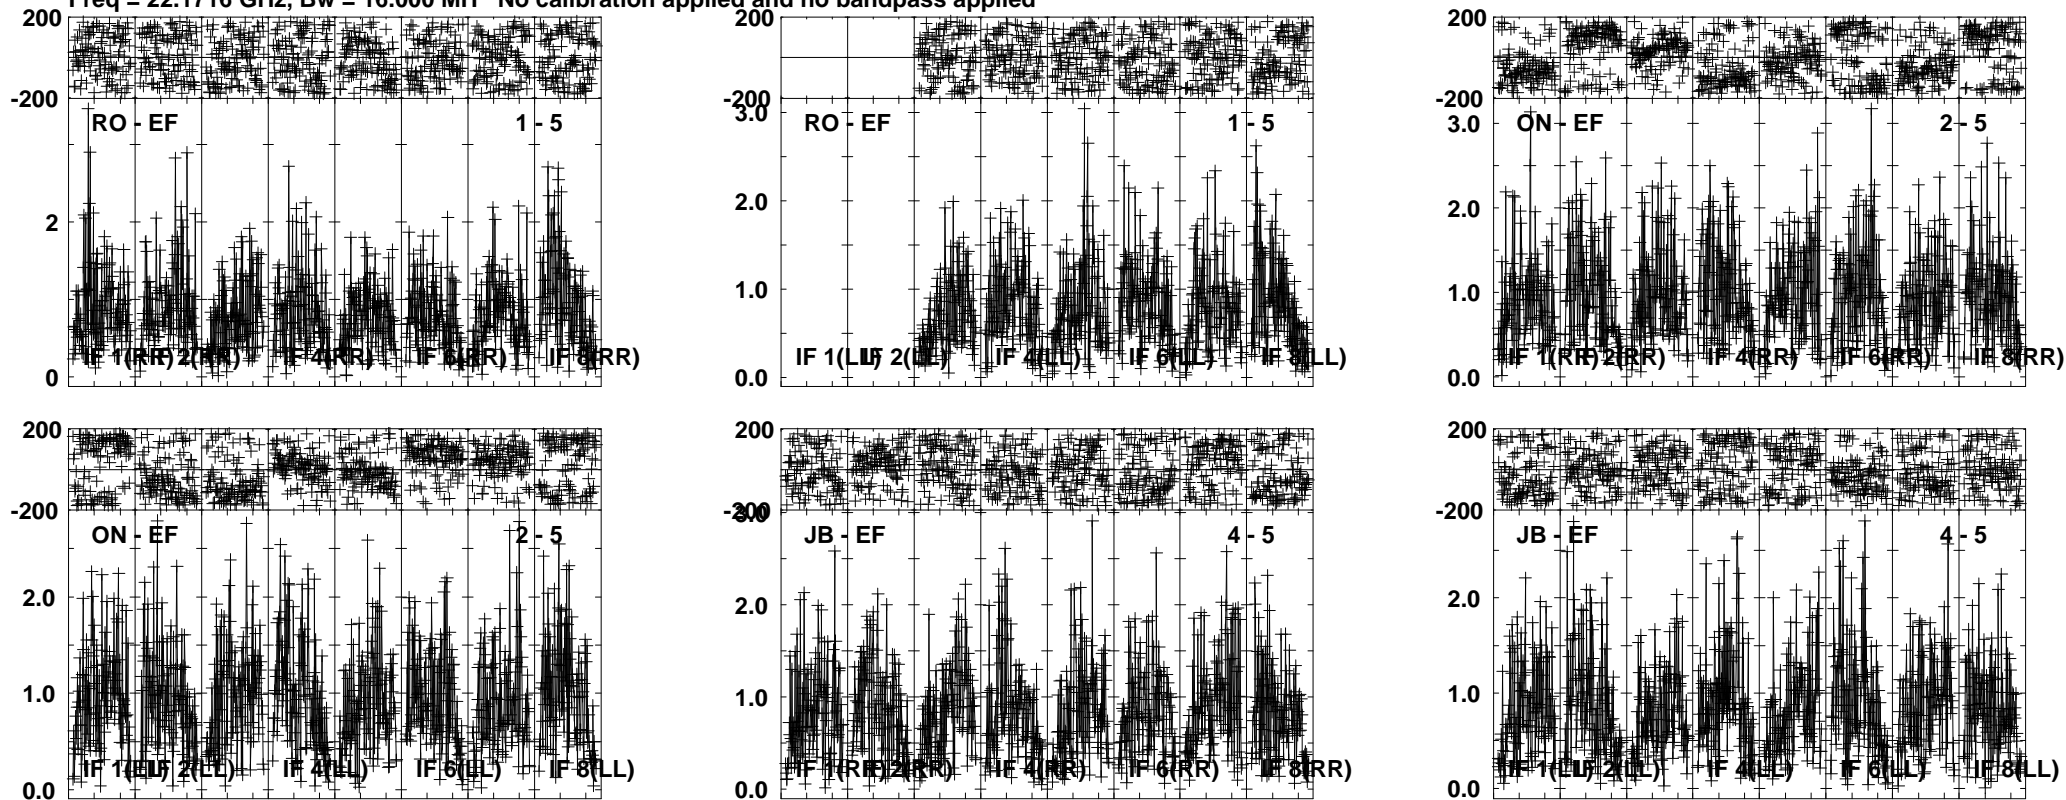 Freq = 22.1716 GHz, Bw = 16.000 MH No calibration applied and no bandpass applied
200
-200
RO - EF 1 - 5
2
0
IF 1(RR) IF 2(RR) IF 4(RR) IF 6(RR) IF 8(RR)
200
-200
3.0
RO - EF 1 - 5
2.0
1.0
0.0
IF 1(LL) IF 2(LL) IF 4(LL) IF 6(LL) IF 8(LL)
200
-200
3.0
ON - EF 2 - 5
2.0
1.0
0.0
IF 1(RR) IF 2(RR) IF 4(RR) IF 6(RR) IF 8(RR)
200
-200
ON - EF 2 - 5
2.0
1.0
0.0
IF 1(LL) IF 2(LL) IF 4(LL) IF 6(LL) IF 8(LL)
200
-200
3.0
JB - EF 4 - 5
2.0
1.0
0.0
IF 1(RR) IF 2(RR) IF 4(RR) IF 6(RR) IF 8(RR)
200
-200
JB - EF 4 - 5
2.0
1.0
0.0
IF 1(LL) IF 2(LL) IF 4(LL) IF 6(LL) IF 8(LL)